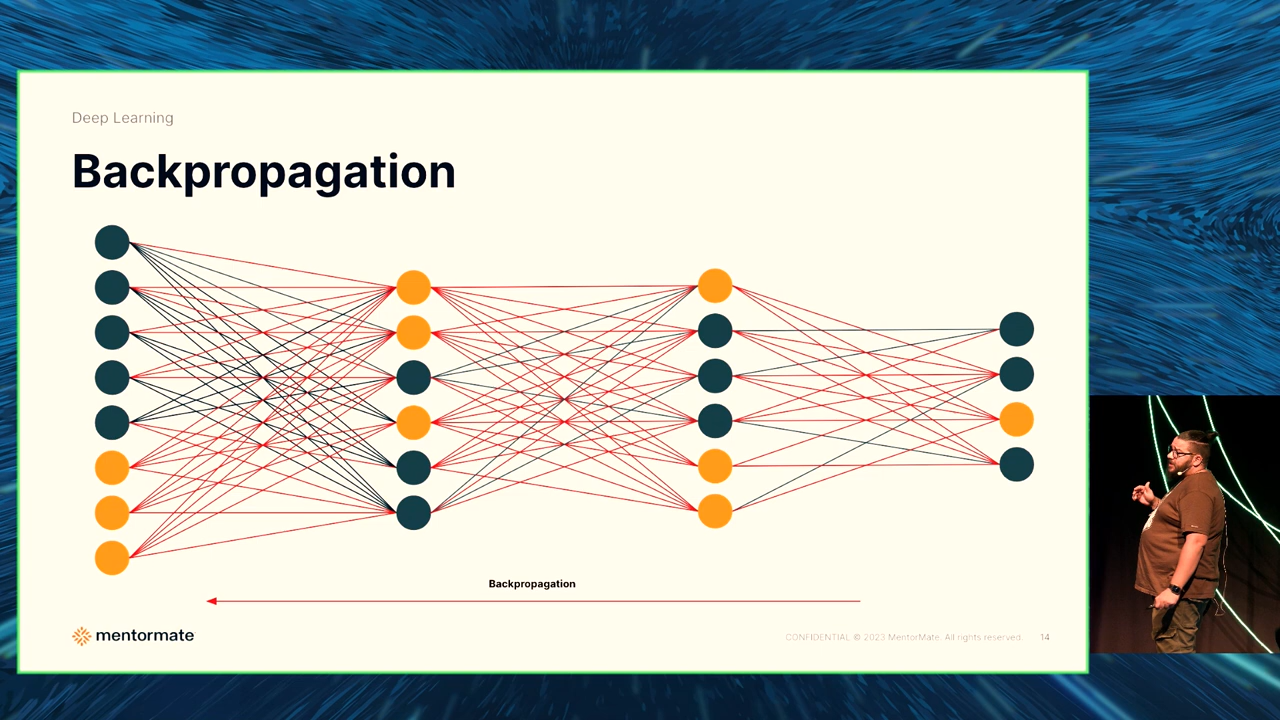 Deep Learning
Backpropagation
Backpropagation
mentormate
CONFIDENTIAL © 2023 MentorMate. All rights reserved. 14